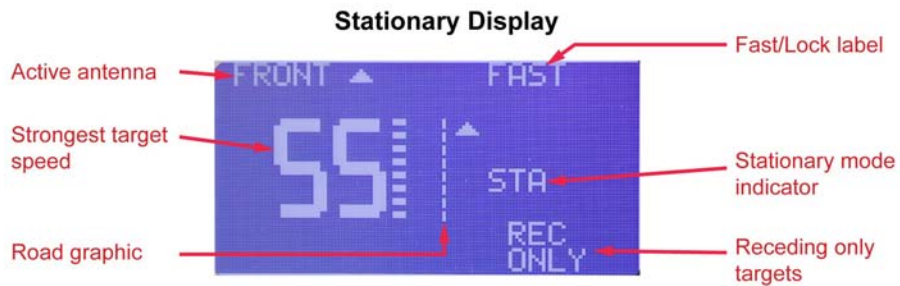 Stationary Display
Fast/Lock label
Active antenna
FRONT
FAST
Strongest target
speed
55
STA
Stationary mode
indicator
REC
ONLY
Road graphic
Receding only
targets